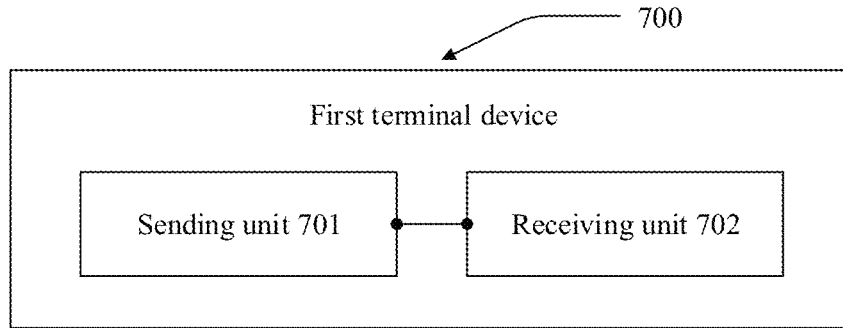 700
First terminal device
Sending unit 701
Receiving unit 702